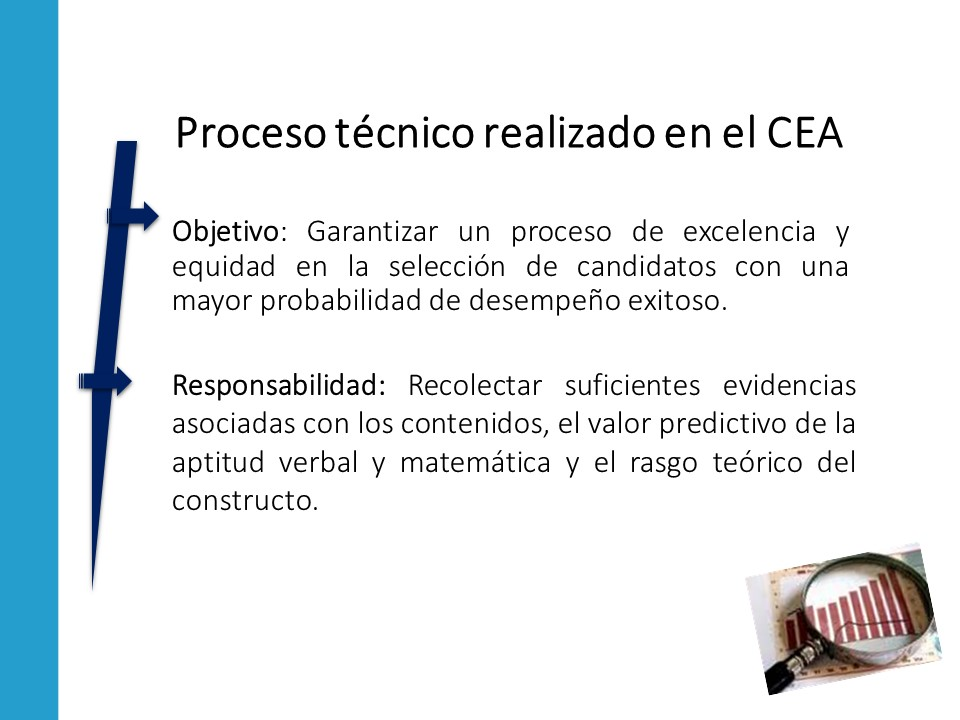 Proceso técnico realizado en el CEA
Objetivo: Garantizar un proceso de excelencia y
equidad en la selección de candidatos con una
mayor probabilidad de desempeño exitoso.
Responsabilidad: Recolectar suficientes evidencias
asociadas con los contenidos, el valor predictivo de la
aptitud verbal y matemática y el rasgo teórico del
constructo.